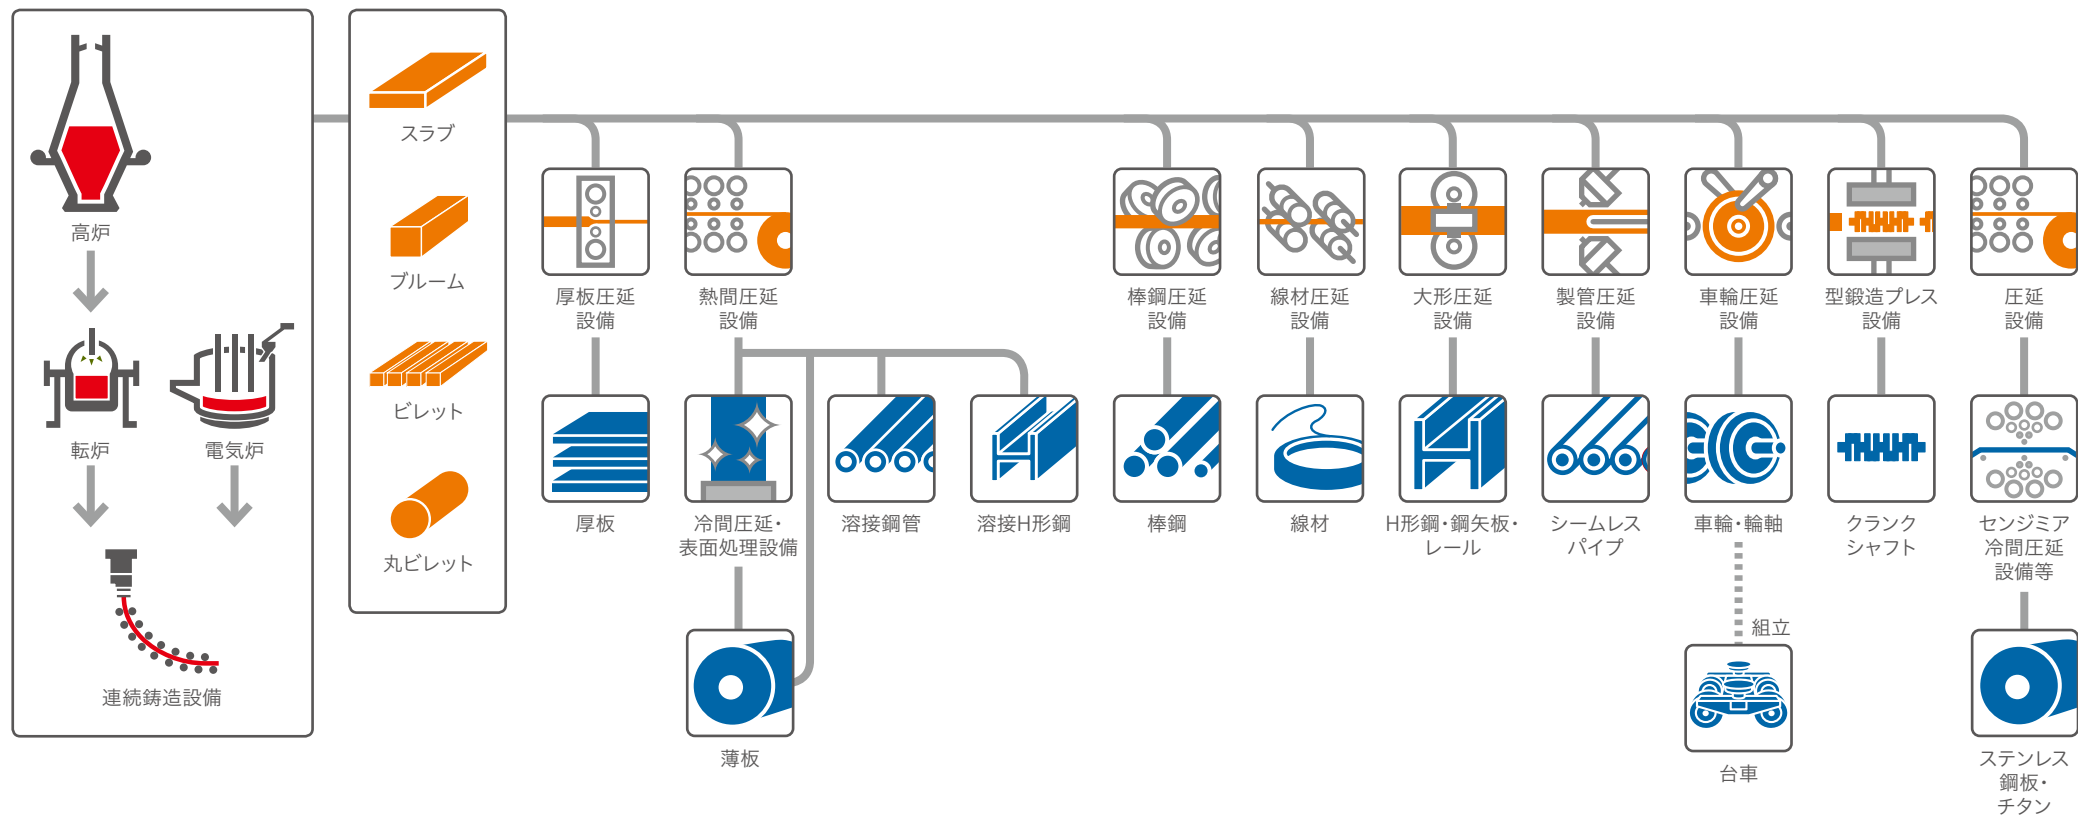 高炉
転炉
電気炉
連続鋳造設備
スラブ
ブルーム
ビレット
丸ビレット
厚板圧延
設備
熱間圧延
設備
棒鋼圧延
設備
線材圧延
設備
大形圧延
設備
製管圧延
設備
車輪圧延
設備
型鍛造プレス
設備
圧延
設備
厚板
冷間圧延・
表面処理設備
溶接鋼管
溶接H形鋼
棒鋼
線材
H形鋼・鋼矢板・
レール
シームレス
パイプ
車輪・輪軸
クランク
シャフト
センジミア
冷間圧延
設備等
組立
薄板
台車
ステンレス
鋼板・
チタン